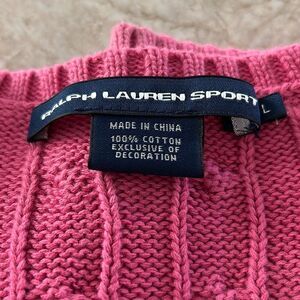 RALPH LAUREN SPORT
L
MADE IN CHINA
100% COTTON
EXCLUSIVE OF
DECORATION